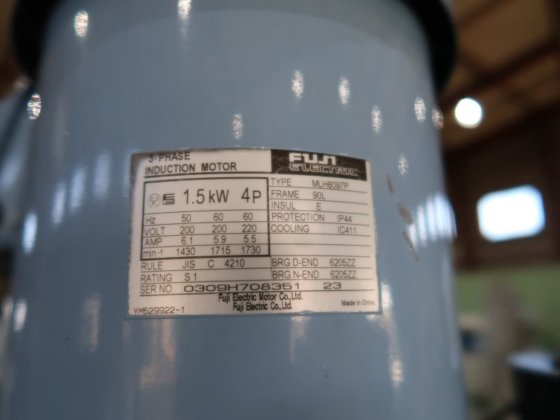 3-PHASE
INDUCTION MOTOR
FUJI
ELECTRIC
1.5 kW 4P
Hz 50 60 60
VOLT 200 200 220
AMP 6.1 5.9 5.5
min-1 1430 1715 1730
RULE JIS C 4210
RATING S1
TYPE MLH8097P
FRAME 90L
INSUL E
PROTECTION IP44
COOLING IC411
BRG D-END 6205ZZ
BRG N-END 6205ZZ
SER NO 0309H708351 23
Fuji Electric Motor Co.,Ltd.
Fuji Electric Co.,Ltd.
Made in China
YM529922-1